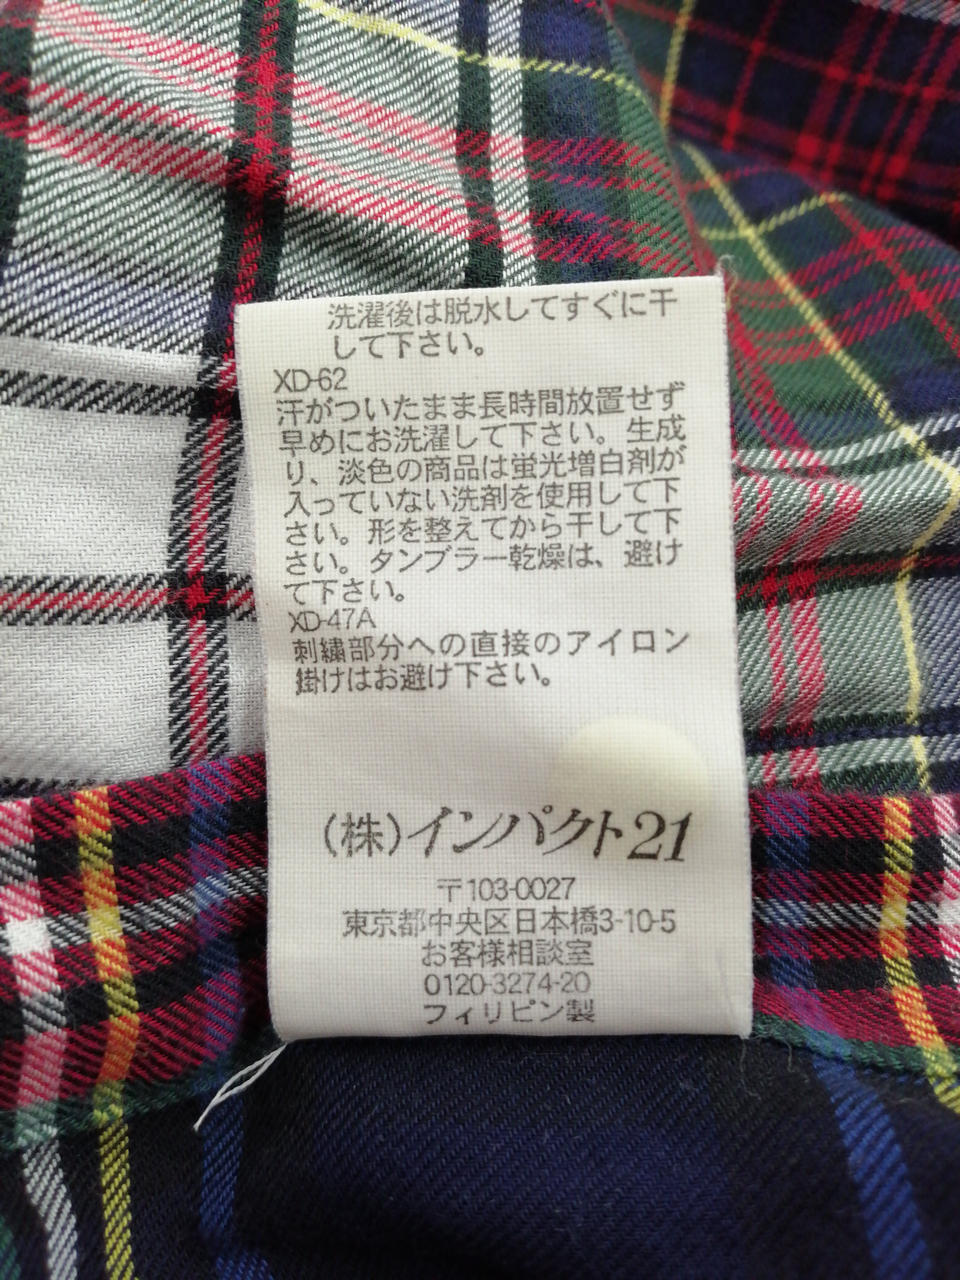 洗濯後は脱水してすぐに干
して下さい。
XD-62
汗がついたまま長時間放置せず
早めにお洗濯して下さい。生成
り、淡色の商品は蛍光増白剤が
入っていない洗剤を使用して下
さい。形を整えてから干して下
さい。タンブラー乾燥は、避け
て下さい。
XD-47A
刺繍部分への直接のアイロン
掛けはお避け下さい。
(株)インパクト21
〒103-0027
東京都中央区日本橋3-10-5
お客様相談室
0120-3274-20
フィリピン製